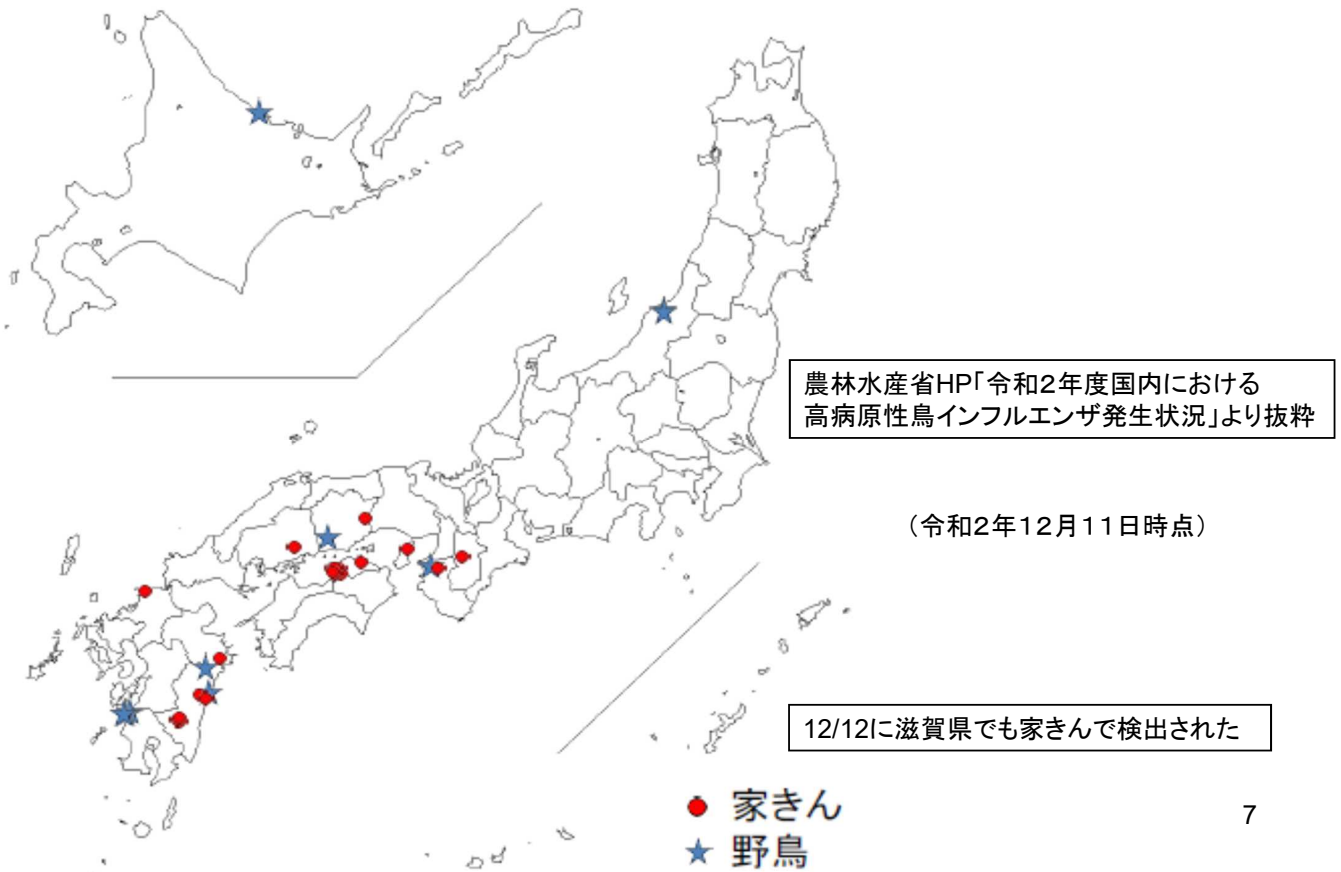 農林水産省HP「令和２年度国内における
高病原性鳥インフルエンザ発生状況」より抜粋
（令和２年１２月１１日時点）
12/12に滋賀県でも家きんで検出された
家きん
野鳥
7